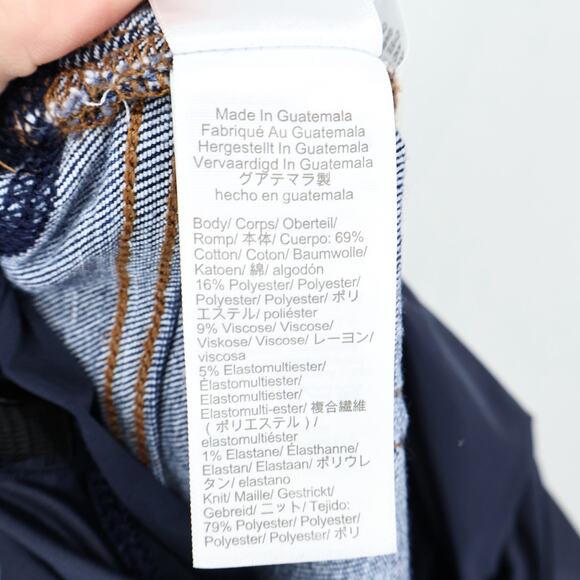 Made In Guatemala
Fabriqué Au Guatemala
Hergestellt In Guatemala
Vervaardigd In Guatemala
グアテマラ製
hecho en guatemala
Body/ Corps/ Oberteil/
Romp/ 本体/ Cuerpo: 69%
Cotton/ Coton/ Baumwolle/
Katoen/ 綿/ algodón
16% Polyester/ Polyester/
Polyester/ Polyester/ ポリ
エステル/ poliéster
9% Viscose/ Viscose/
Viskose/ Viscose/ レーヨン/
viscosa
5% Elastomultiester/
Élastomultiester/
Elastomultiester/
Elastomulti-ester/ 複合繊維
( ポリエステル )/
elastomultiéster
1% Elastane/ Élasthanne/
Elastan/ Elastaan/ ポリウレ
タン/ elastano
Knit/ Maille/ Gestrickt/
Gebreid/ ニット/ Tejido:
79% Polyester/ Polyester/
Polyester/ Polyester/ ポリ